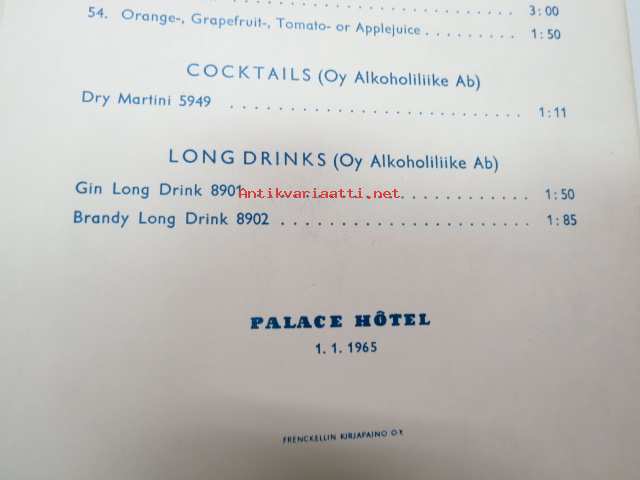 . . . . . . . . . . . . . . . . . . . 3:00
54. Orange-, Grapefruit-, Tomato- or Applejuice . . . . . . . . . 1:50
COCKTAILS (Oy Alkoholiliike Ab)
Dry Martini 5949 . . . . . . . . . . . . . . . . . . . . . . . . . . 1:11
LONG DRINKS (Oy Alkoholiliike Ab)
Gin Long Drink 8901 . . . . . . . . . . . 1:50
Antikvariaatti.net
Brandy Long Drink 8902 . . . . . . . . . . . . . . . . . . . . . . 1:85
PALACE HÔTEL
1. 1. 1965
FRENCKELLIN KIRJAPAINO OY.